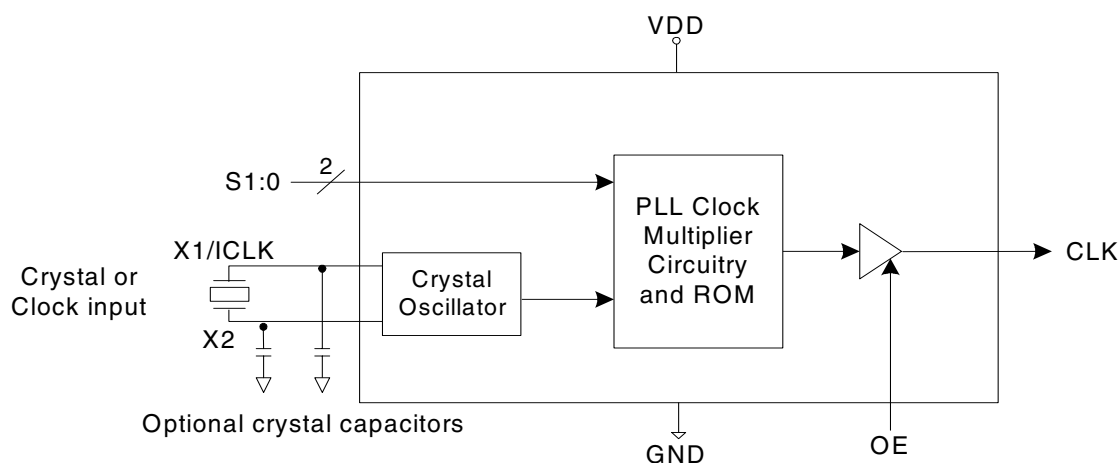 VDD
2
S1:0
PLL Clock
Multiplier
Circuitry
and ROM
CLK
X1/ICLK
Crystal or
Clock input
Crystal
Oscillator
X2
Optional crystal capacitors
GND
OE